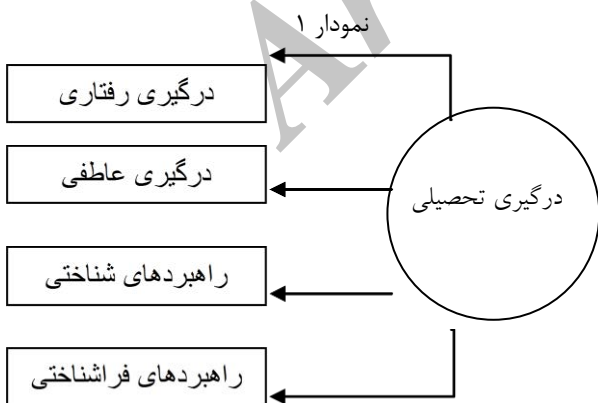 نمودار ۱
درگیری رفتاری
درگیری عاطفی
درگیری تحصیلی
راهبردهای شناختی
راهبردهای فراشناختی